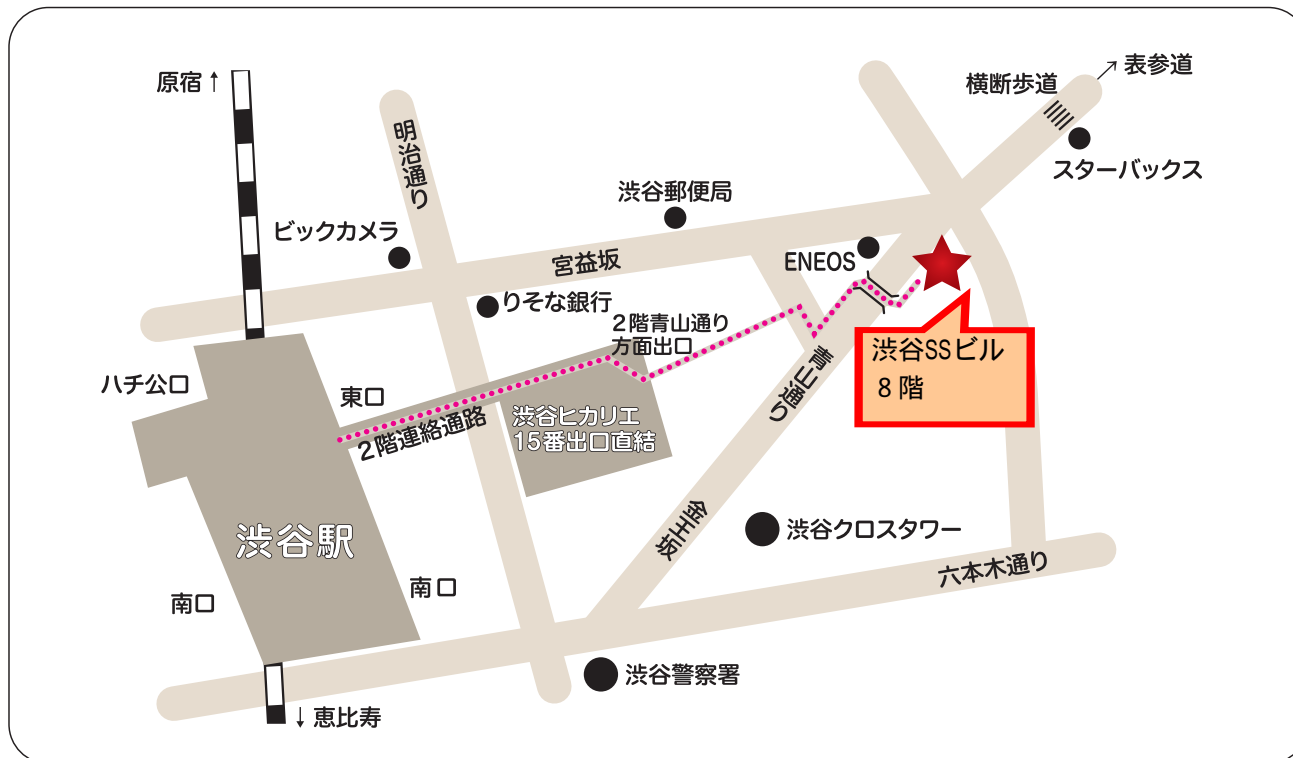 原宿↑
明治通り
横断歩道
↗表参道
スターバックス
渋谷郵便局
ビックカメラ
宮益坂
ENEOS
りそな銀行
2階青山通り
方面出口
渋谷SSビル
8階
ハチ公口
東口
2階連絡通路
渋谷ヒカリエ
15番出口直結
青山通り
渋谷駅
金王坂
渋谷クロスタワー
六本木通り
南口
南口
渋谷警察署
↓恵比寿